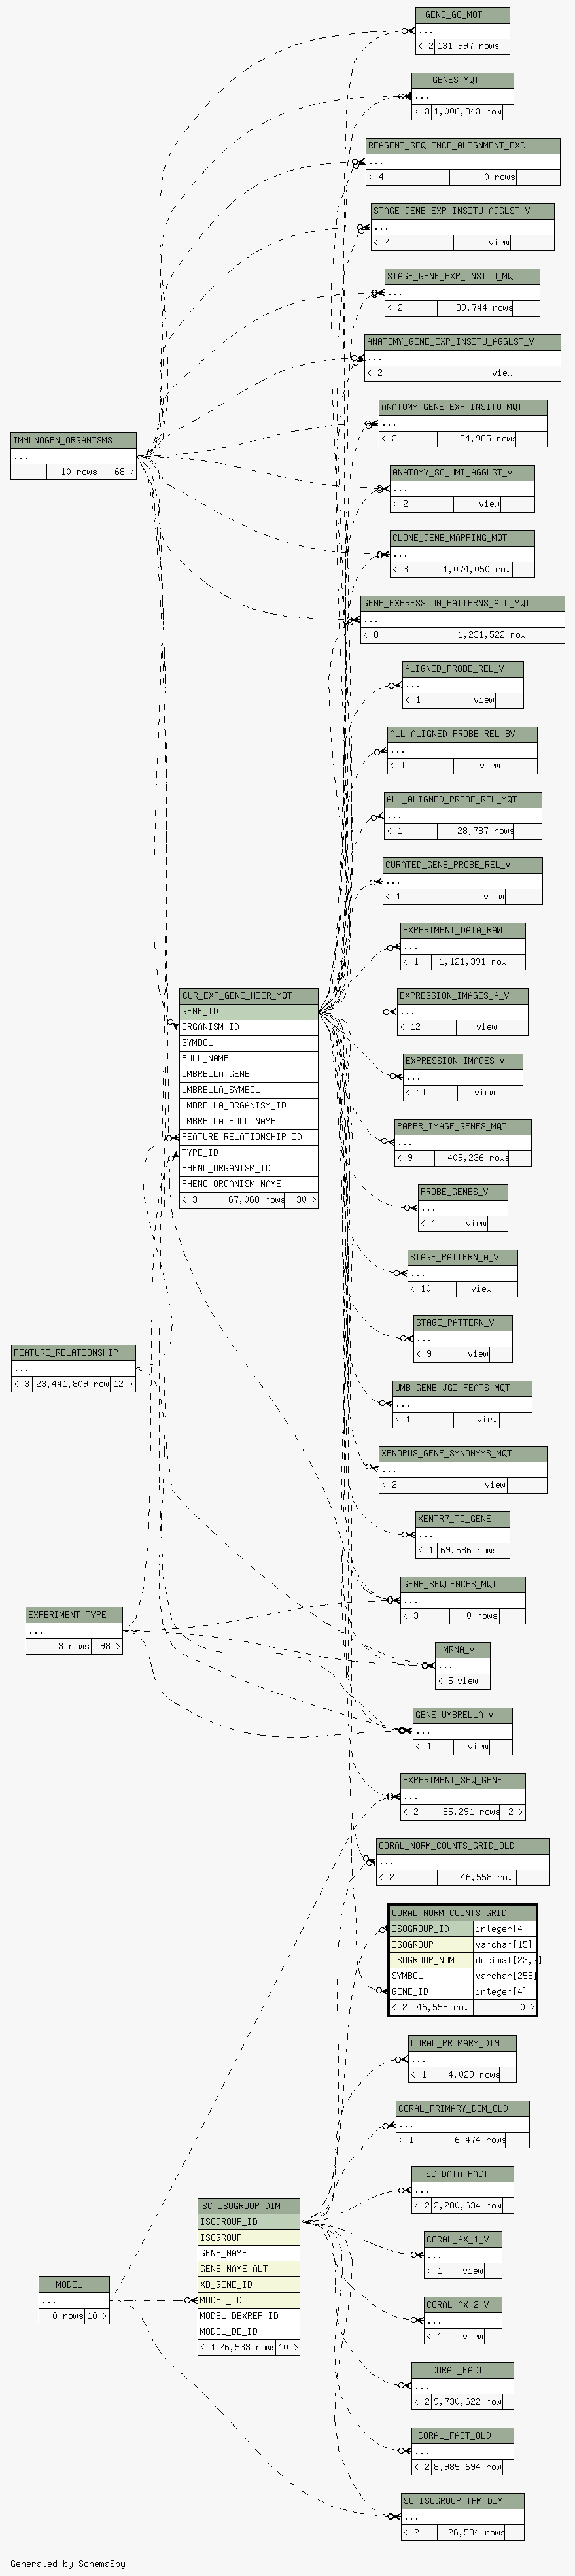 GENE_GO_MQT
...
< 2 131,997 rows
GENES_MQT
...
< 3 1,006,843 row
REAGENT_SEQUENCE_ALIGNMENT_EXC
...
< 4 0 rows
STAGE_GENE_EXP_INSITU_AGGLST_V
...
< 2 view
STAGE_GENE_EXP_INSITU_MQT
...
< 2 39,744 rows
ANATOMY_GENE_EXP_INSITU_AGGLST_V
...
< 2 view
ANATOMY_GENE_EXP_INSITU_MQT
...
< 3 24,985 rows
IMMUNOGEN_ORGANISMS
...
10 rows 68 >
ANATOMY_SC_UMI_AGGLST_V
...
< 2 view
CLONE_GENE_MAPPING_MQT
...
< 3 1,074,050 row
GENE_EXPRESSION_PATTERNS_ALL_MQT
...
< 8 1,231,522 row
ALIGNED_PROBE_REL_V
...
< 1 view
ALL_ALIGNED_PROBE_REL_BV
...
< 1 view
ALL_ALIGNED_PROBE_REL_MQT
...
< 1 28,787 rows
CURATED_GENE_PROBE_REL_V
...
< 1 view
EXPERIMENT_DATA_RAW
...
< 1 1,121,391 row
CUR_EXP_GENE_HIER_MQT
GENE_ID
ORGANISM_ID
SYMBOL
FULL_NAME
UMBRELLA_GENE
UMBRELLA_SYMBOL
UMBRELLA_ORGANISM_ID
UMBRELLA_FULL_NAME
FEATURE_RELATIONSHIP_ID
TYPE_ID
PHENO_ORGANISM_ID
PHENO_ORGANISM_NAME
< 3 67,068 rows 30 >
EXPRESSION_IMAGES_A_V
...
< 12 view
EXPRESSION_IMAGES_V
...
< 11 view
PAPER_IMAGE_GENES_MQT
...
< 9 409,236 rows
PROBE_GENES_V
...
< 1 view
STAGE_PATTERN_A_V
...
< 10 view
STAGE_PATTERN_V
...
< 9 view
FEATURE_RELATIONSHIP
...
< 3 23,441,809 row 12 >
UMB_GENE_JGI_FEATS_MQT
...
< 1 view
XENOPUS_GENE_SYNONYMS_MQT
...
< 2 view
XENTR7_TO_GENE
...
< 1 69,586 rows
GENE_SEQUENCES_MQT
...
< 3 0 rows
EXPERIMENT_TYPE
...
3 rows 98 >
MRNA_V
...
< 5 view
GENE_UMBRELLA_V
...
< 4 view
EXPERIMENT_SEQ_GENE
...
< 2 85,291 rows 2 >
CORAL_NORM_COUNTS_GRID_OLD
...
< 2 46,558 rows
CORAL_NORM_COUNTS_GRID
ISOGROUP_ID integer[4]
ISOGROUP varchar[15]
ISOGROUP_NUM decimal[22,2]
SYMBOL varchar[255]
GENE_ID integer[4]
< 2 46,558 rows 0 >
CORAL_PRIMARY_DIM
...
< 1 4,029 rows
CORAL_PRIMARY_DIM_OLD
...
< 1 6,474 rows
SC_DATA_FACT
...
< 2 2,280,634 row
SC_ISOGROUP_DIM
ISOGROUP_ID
ISOGROUP
GENE_NAME
GENE_NAME_ALT
XB_GENE_ID
MODEL_ID
MODEL_DBXREF_ID
MODEL_DB_ID
< 1 26,533 rows 10 >
CORAL_AX_1_V
...
< 1 view
MODEL
...
0 rows 10 >
CORAL_AX_2_V
...
< 1 view
CORAL_FACT
...
< 2 9,730,622 row
CORAL_FACT_OLD
...
< 2 8,985,694 row
SC_ISOGROUP_TPM_DIM
...
< 2 26,534 rows
Generated by SchemaSpy